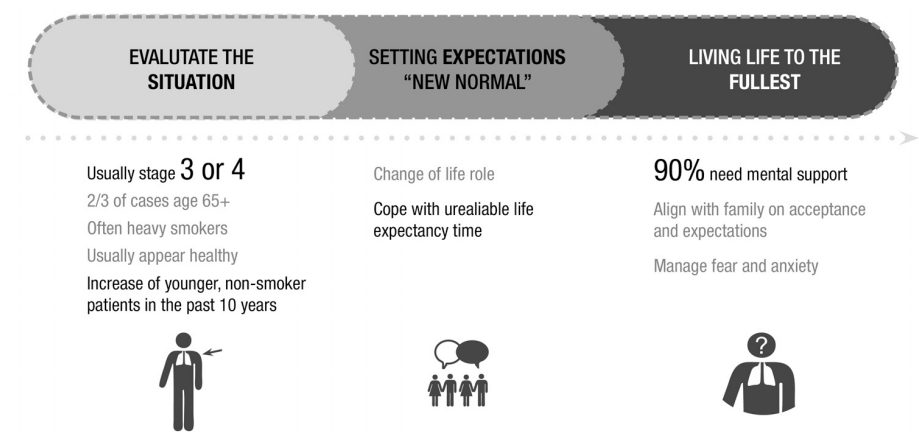 EVALUTATE THE
SITUATION
SETTING EXPECTATIONS
“NEW NORMAL”
LIVING LIFE TO THE
FULLEST
Usually stage 3 or 4
2/3 of cases age 65+
Often heavy smokers
Usually appear healthy
Increase of younger, non-smoker
patients in the past 10 years
Change of life role
Cope with urealiable life
expectancy time
90% need mental support
Align with family on acceptance
and expectations
Manage fear and anxiety
?